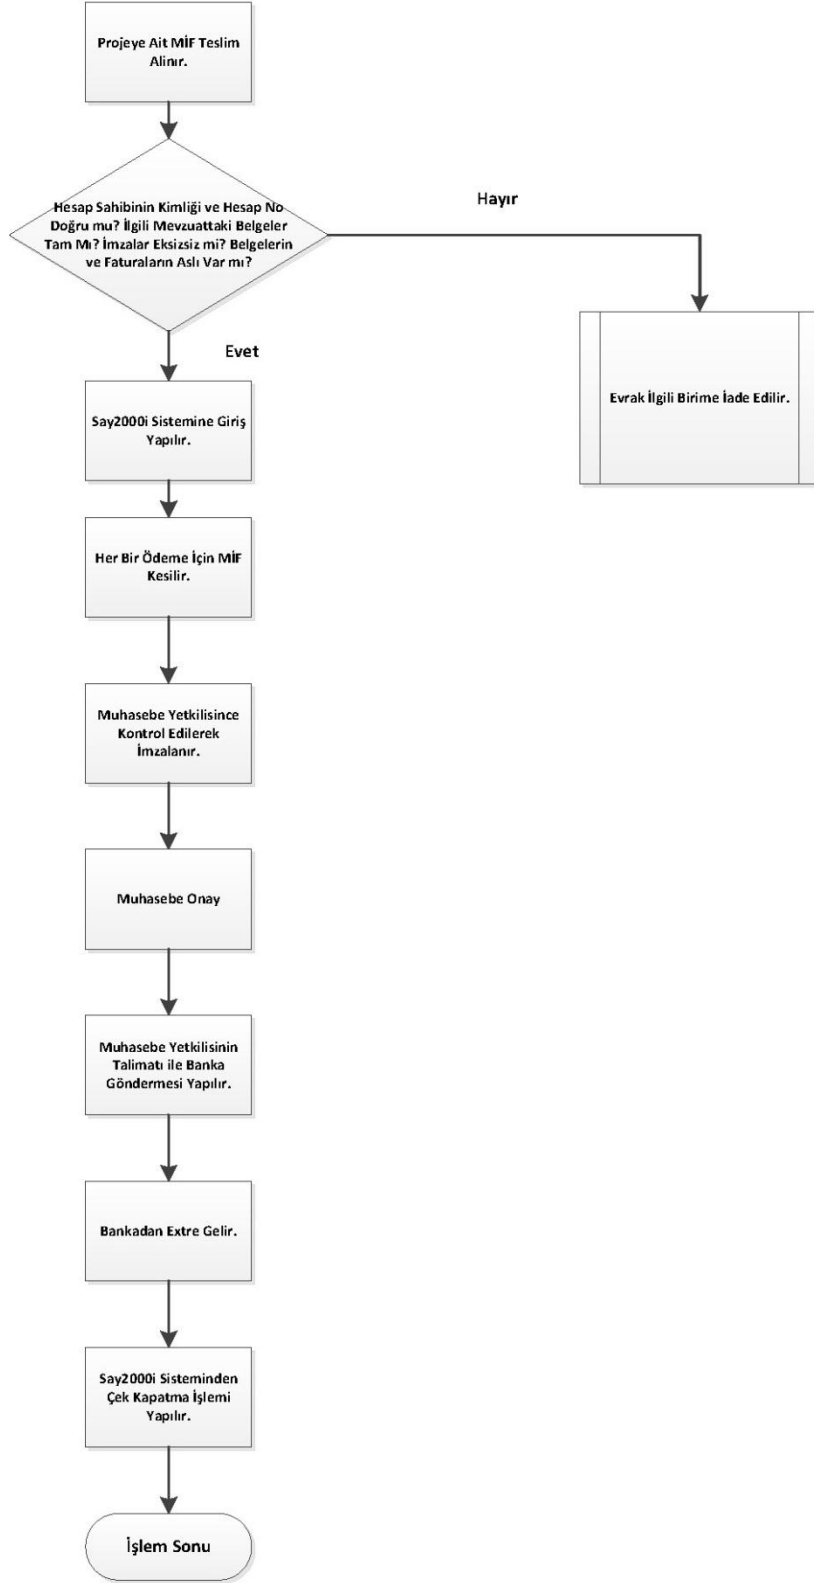 Projeye Ait MİF Teslim
Alınır.
Hesap Sahibinin Kimliği ve Hesap No
Doğru mu? İlgili Mevzuattaki Belgeler
Tam Mı? İmzalar Eksizsiz mi? Belgelerin
ve Faturaların Aslı Var mı?
Hayır
Evet
Evrak İlgili Birime İade Edilir.
Say2000i Sistemine Giriş
Yapılır.
Her Bir Ödeme İçin MİF
Kesilir.
Muhasebe Yetkilisince
Kontrol Edilerek
İmzalanır.
Muhasebe Onay
Muhasebe Yetkilisinin
Talimatı ile Banka
Göndermesi Yapılır.
Bankadan Extre Gelir.
Say2000i Sisteminden
Çek Kapatma İşlemi
Yapılır.
İşlem Sonu